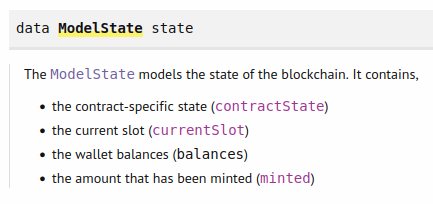 data ModelState state
The ModelState models the state of the blockchain. It contains,
• the contract-specific state (contractState)
• the current slot (currentSlot)
• the wallet balances (balances)
• the amount that has been minted (minted)